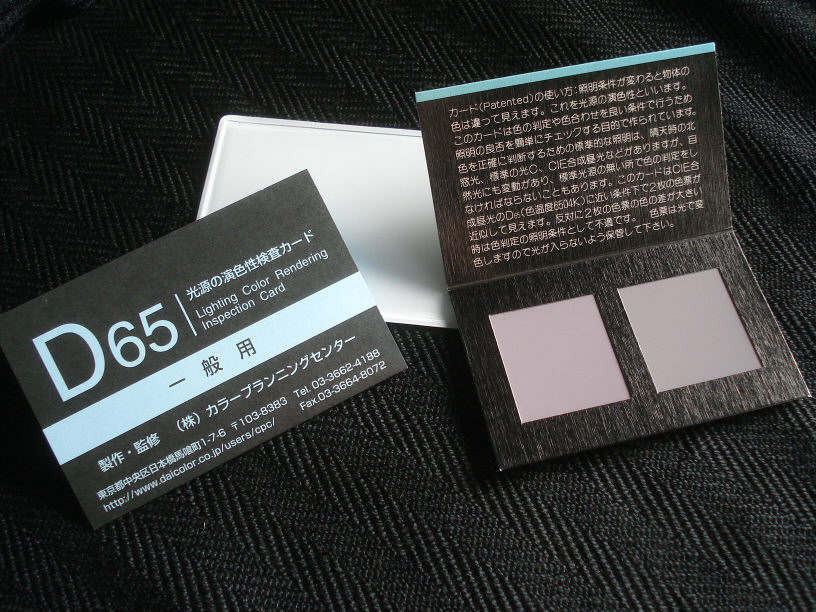 D65
光源の演色性検査カード
Lighting Color Rendering
Inspection Card
一般用
製作・監修 (株)カラープランニングセンター
東京都中央区日本橋馬喰町1-7-6 〒103-8383 Tel. 03-3662-4188
http://www.daicolor.co.jp/users/cpc/ Fax.03-3664-8072
カード(Patented)の使い方:照明条件が変わると物体の
色は違って見えます。これを光源の演色性といいます。
このカードは色の判定や色合わせを良い条件で行うため
照明の良否を簡単にチェックする目的で作られています。
色を正確に判断するための標準的な照明は、晴天時の北
窓光、標準の光C、CIE合成昼光などがありますが、自
然光にも変動があり、標準光源の無い所で色の判定をし
なければならないこともあります。このカードはCIE合
成昼光のD65(色温度6504K)に近い条件下で2枚の色票が
近似して見えます。反対に2枚の色票の色の差が大きい
時は色判定の照明条件として不適です。 色票は光で変
色しますので光が入らないよう保管して下さい。